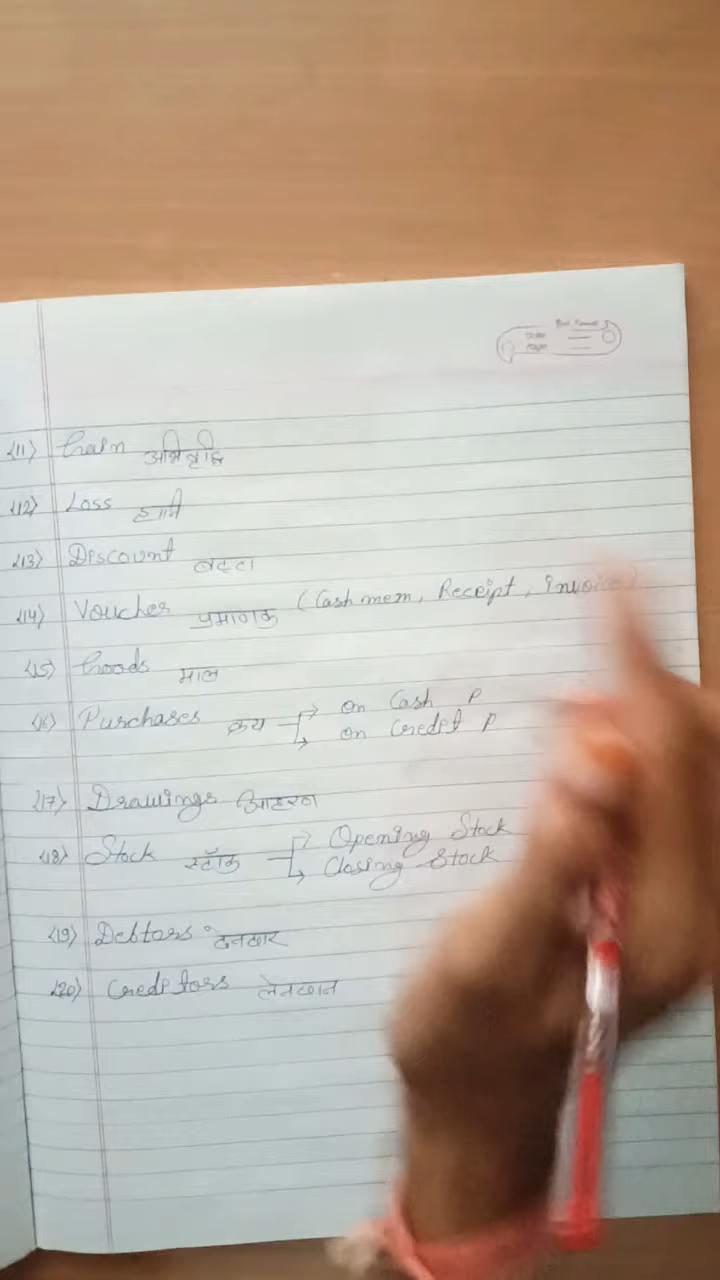 <11> Gain अभिवृद्धि
<12> Loss हानि
<13> Discount बट्टा
<14> Voucher प्रमाणक (Cash mem, Receipt, Invoice)
<15> Goods माल
<16> Purchases क्रय → On Cash P
→ On Credit P
<17> Drawings आहरण
<18> Stock स्टॉक → Opening Stock
→ Closing Stock
<19> Debtors देनदार
<20> Creditors लेनदान